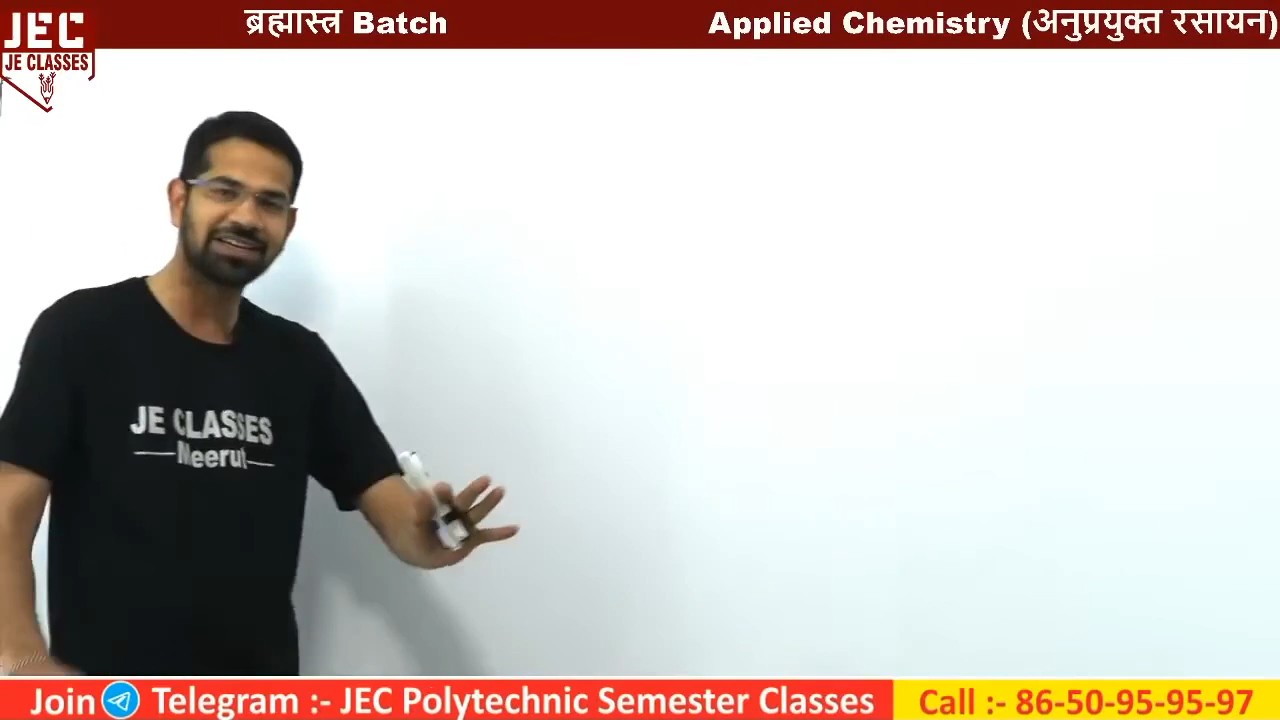 JEC
JE CLASSES
ब्रह्मास्त्र Batch
Applied Chemistry (अनुप्रयुक्त रसायन)
JE CLASSES
Meerut
Join Telegram :- JEC Polytechnic Semester Classes
Call :- 86-50-95-95-97